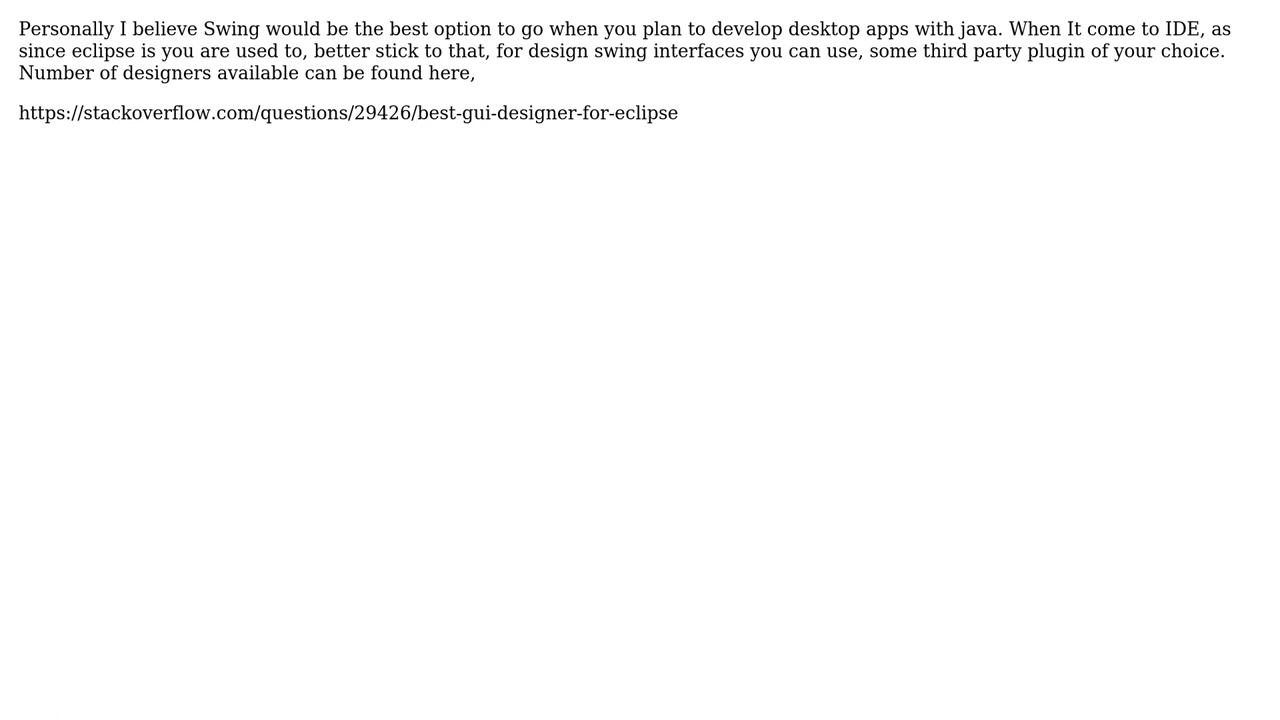 Personally I believe Swing would be the best option to go when you plan to develop desktop apps with java. When It come to IDE, as
since eclipse is you are used to, better stick to that, for design swing interfaces you can use, some third party plugin of your choice.
Number of designers available can be found here,
https://stackoverflow.com/questions/29426/best-gui-designer-for-eclipse